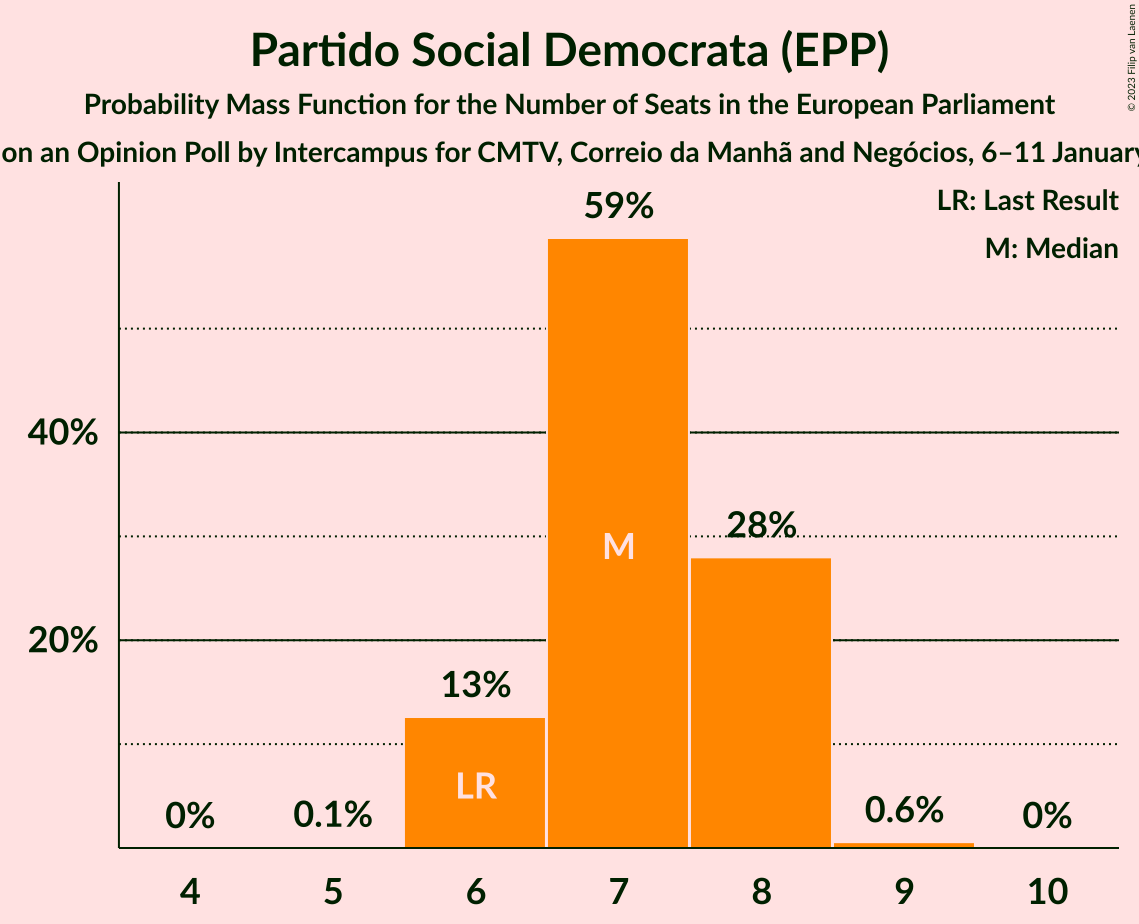 Partido Social Democrata (EPP)
Probability Mass Function for the Number of Seats in the European Parliament
on an Opinion Poll by Intercampus for CMTV, Correio da Manhã and Negócios, 6–11 January
© 2023 Filip van Laenen
LR: Last Result
M: Median
59%
40%
28%
M
20%
13%
LR
0%
0.1%
0.6%
0%
4 5 6 7 8 9 10